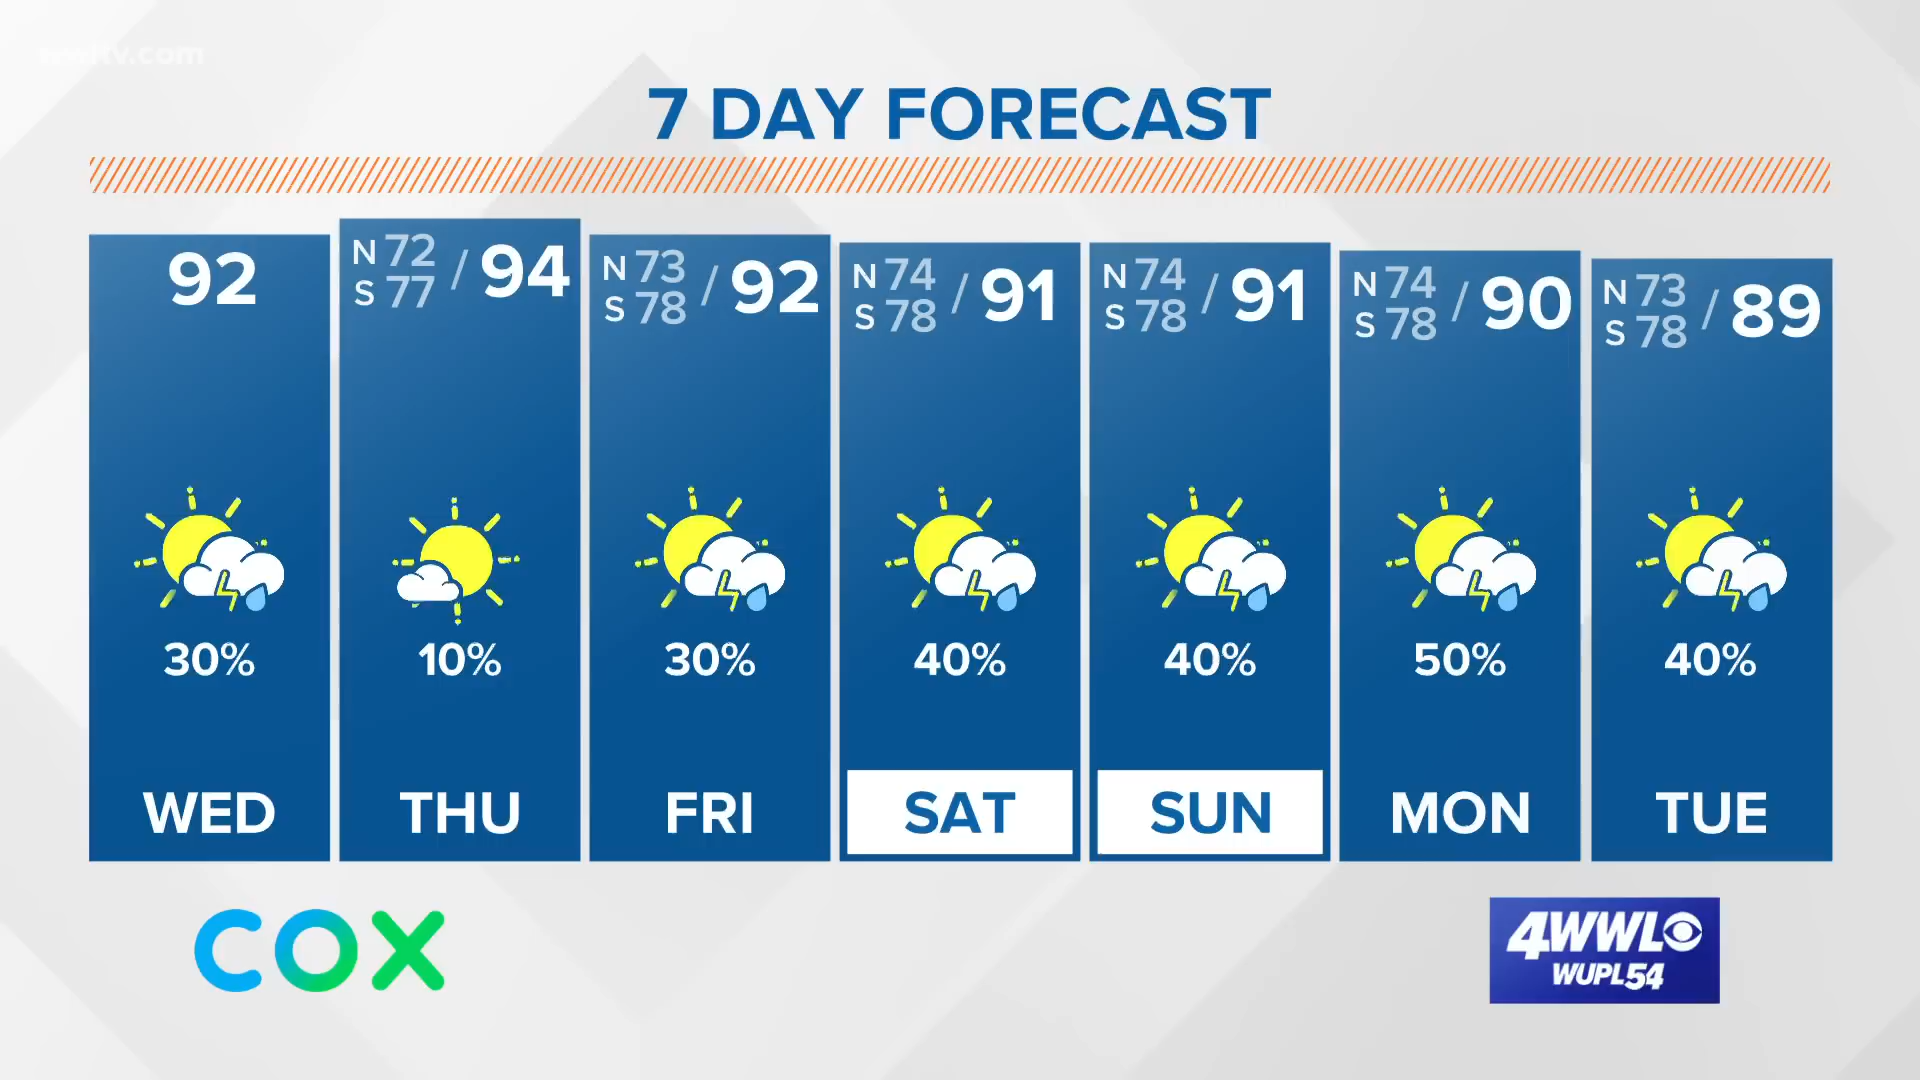 wwltv.com
7 DAY FORECAST
92
30%
WED
N 72
S 77
/ 94
10%
THU
N 73
S 78
/ 92
30%
FRI
N 74
S 78
/ 91
40%
SAT
N 74
S 78
/ 91
40%
SUN
N 74
S 78
/ 90
50%
MON
N 73
S 78
/ 89
40%
TUE
COX
4WWL
WUPL54